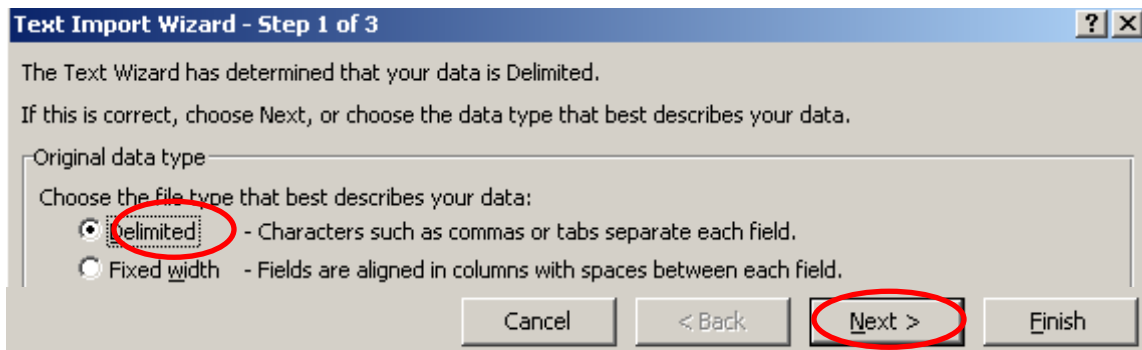 Text Import Wizard - Step 1 of 3
The Text Wizard has determined that your data is Delimited.
If this is correct, choose Next, or choose the data type that best describes your data.
Original data type
Choose the file type that best describes your data:
Delimited - Characters such as commas or tabs separate each field.
Fixed width - Fields are aligned in columns with spaces between each field.
Cancel < Back Next > Finish